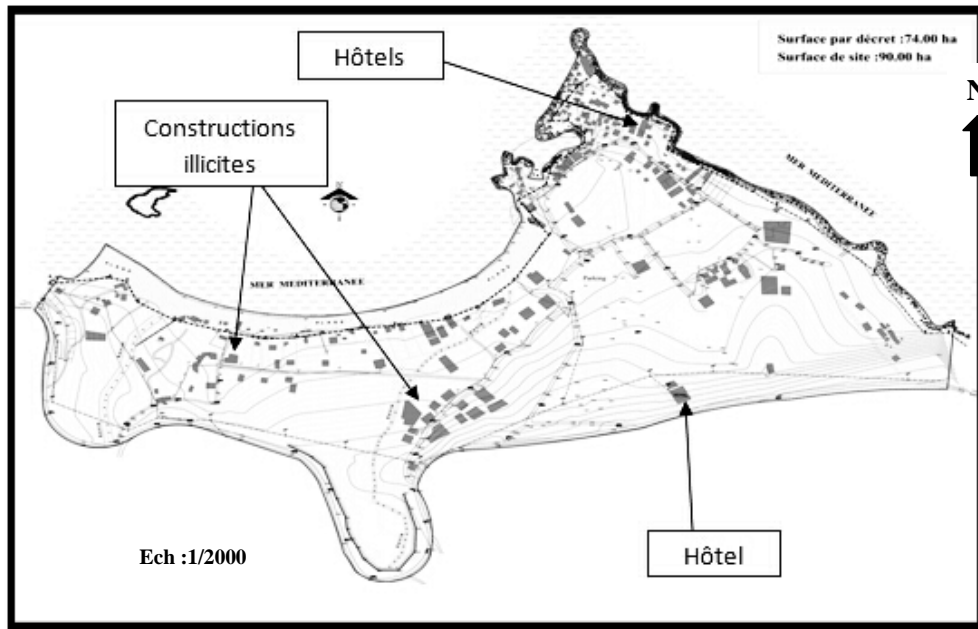 Surface par décret :74.00 ha
Surface de site :90.00 ha
N
Hôtels
Constructions
illicites
MER MEDITERRANEE
MER MEDITERRANEE
Parking
Ech :1/2000
Hôtel